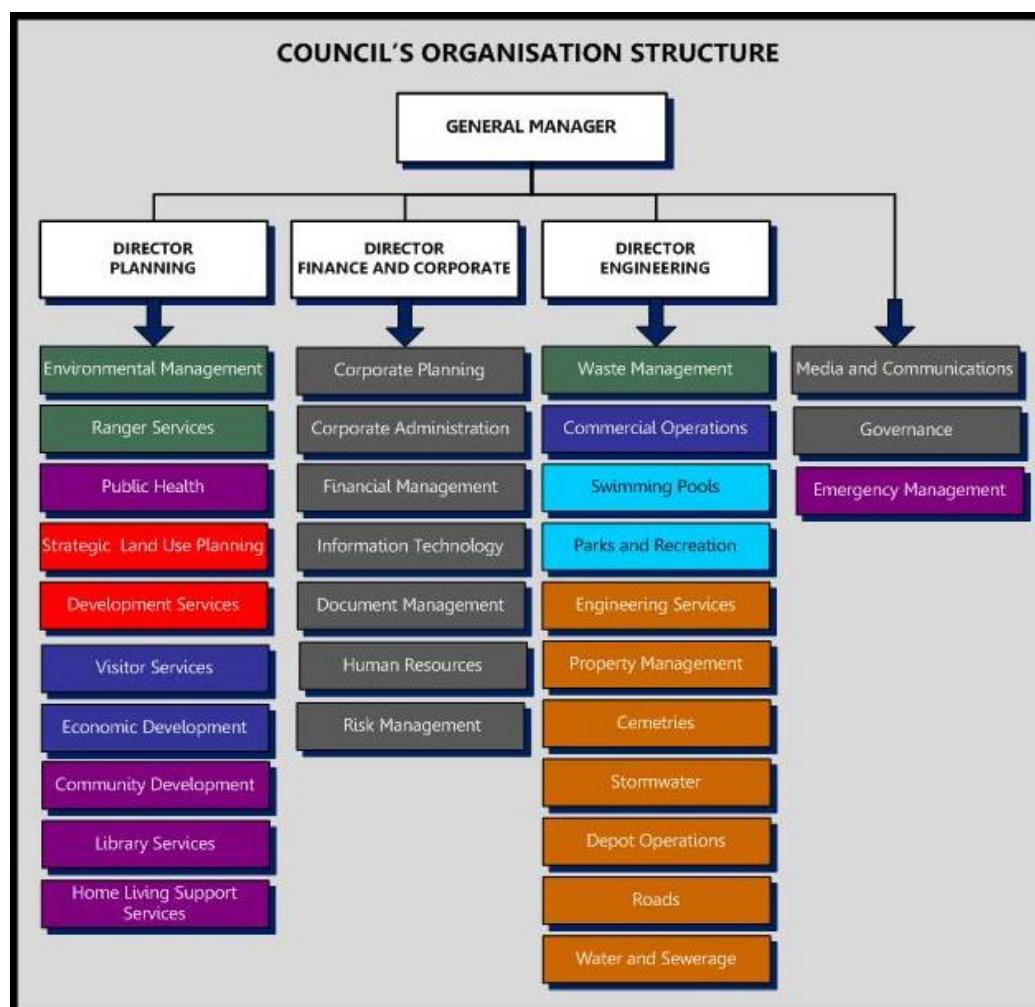 COUNCIL'S ORGANISATION STRUCTURE
GENERAL MANAGER
DIRECTOR
PLANNING
DIRECTOR
FINANCE AND CORPORATE
DIRECTOR
ENGINEERING
Environmental Management
Ranger Services
Public Health
Strategic Land Use Planning
Development Services
Visitor Services
Economic Development
Community Development
Library Services
Home Living Support
Services
Corporate Planning
Corporate Administration
Financial Management
Information Technology
Document Management
Human Resources
Risk Management
Waste Management
Commercial Operations
Swimming Pools
Parks and Recreation
Engineering Services
Property Management
Cemetries
Stormwater
Depot Operations
Roads
Water and Sewerage
Media and Communications
Governance
Emergency Management